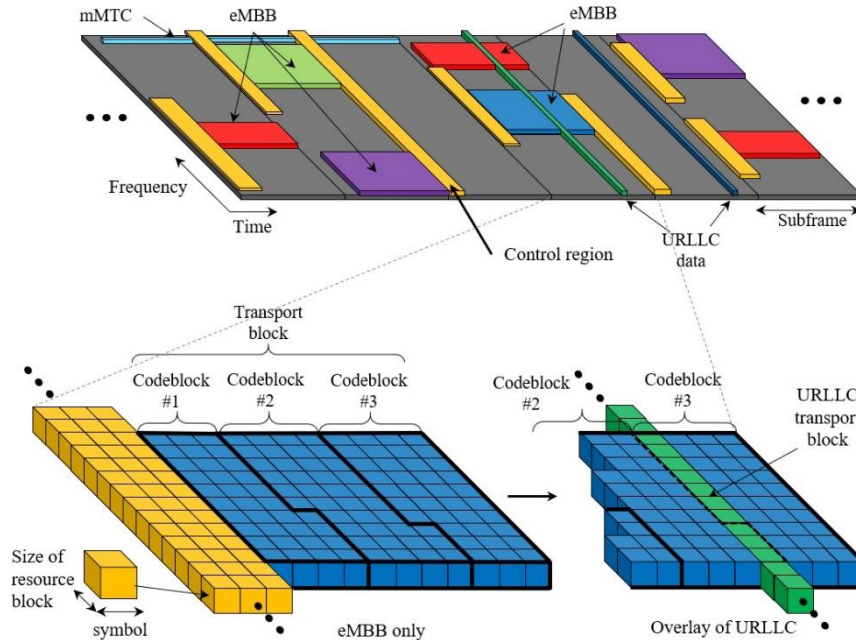 mMTC
eMBB
eMBB
Frequency
Time
Control region
URLLC
data
Subframe
Transport
block
Codeblock
#1
Codeblock
#2
Codeblock
#3
Codeblock
#2
Codeblock
#3
URLLC
transport
block
Size of
resource
block
symbol
eMBB only
Overlay of URLLC